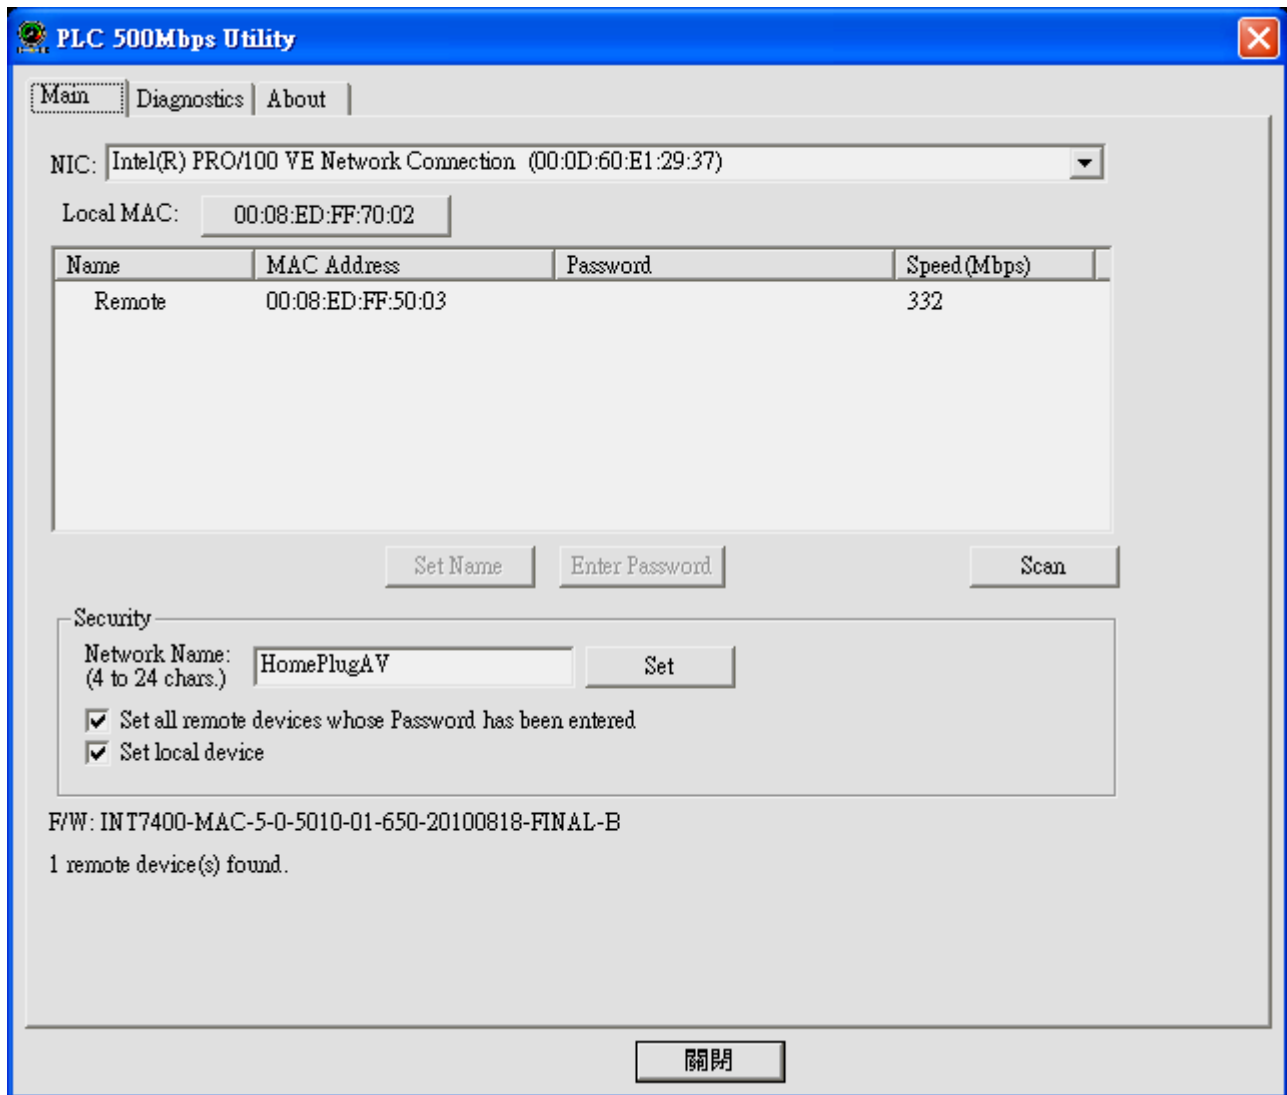 PLC 500Mbps Utility
Main Diagnostics About
NIC: Intel(R) PRO/100 VE Network Connection (00:0D:60:E1:29:37)
Local MAC: 00:08:ED:FF:70:02
Name MAC Address Password Speed(Mbps)
Remote 00:08:ED:FF:50:03 332
Set Name Enter Password Scan
Security
Network Name: HomePlugAV Set
(4 to 24 chars.)
Set all remote devices whose Password has been entered
Set local device
F/W: INT7400-MAC-5-0-5010-01-650-20100818-FINAL-B
1 remote device(s) found.
關閉